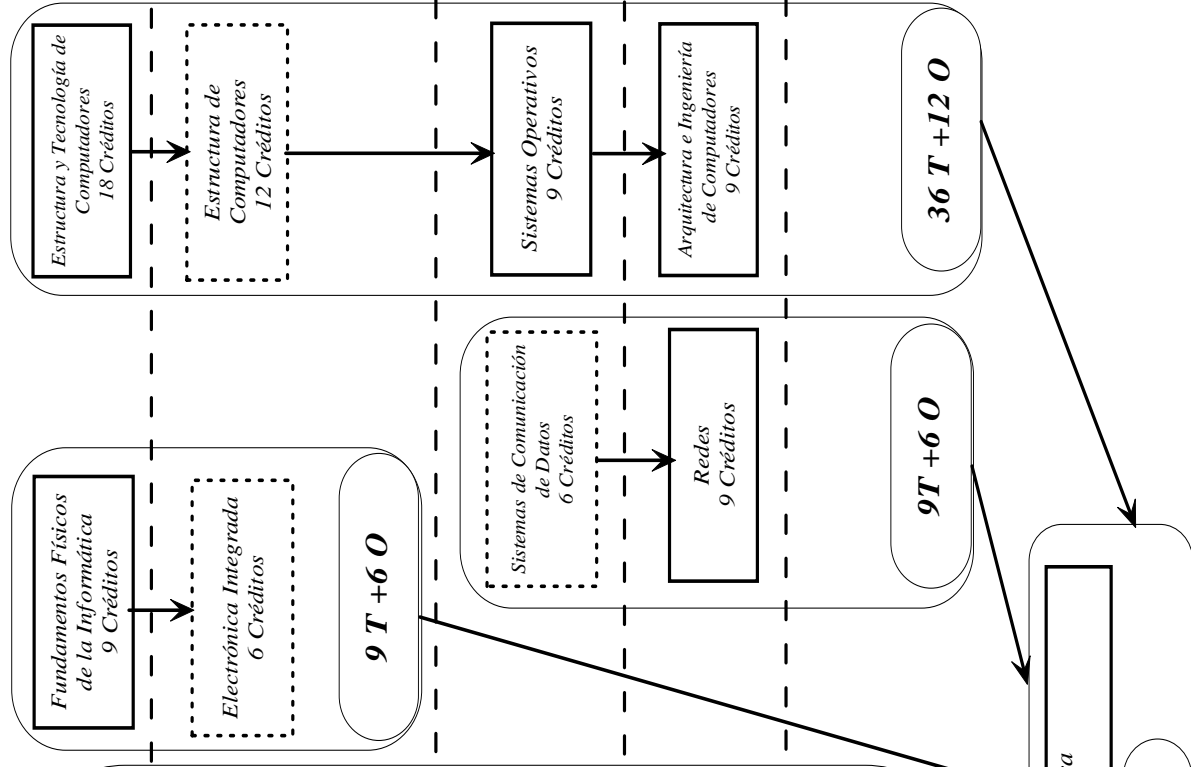 Estructura y Tecnología de
Computadores
18 Créditos
Estructura de
Computadores
12 Créditos
Sistemas Operativos
9 Créditos
Arquitectura e Ingeniería
de Computadores
9 Créditos
36 T +12 O
Sistemas de Comunicación
de Datos
6 Créditos
Redes
9 Créditos
9T +6 O
Fundamentos Físicos
de la Informática
9 Créditos
Electrónica Integrada
6 Créditos
9 T +6 O